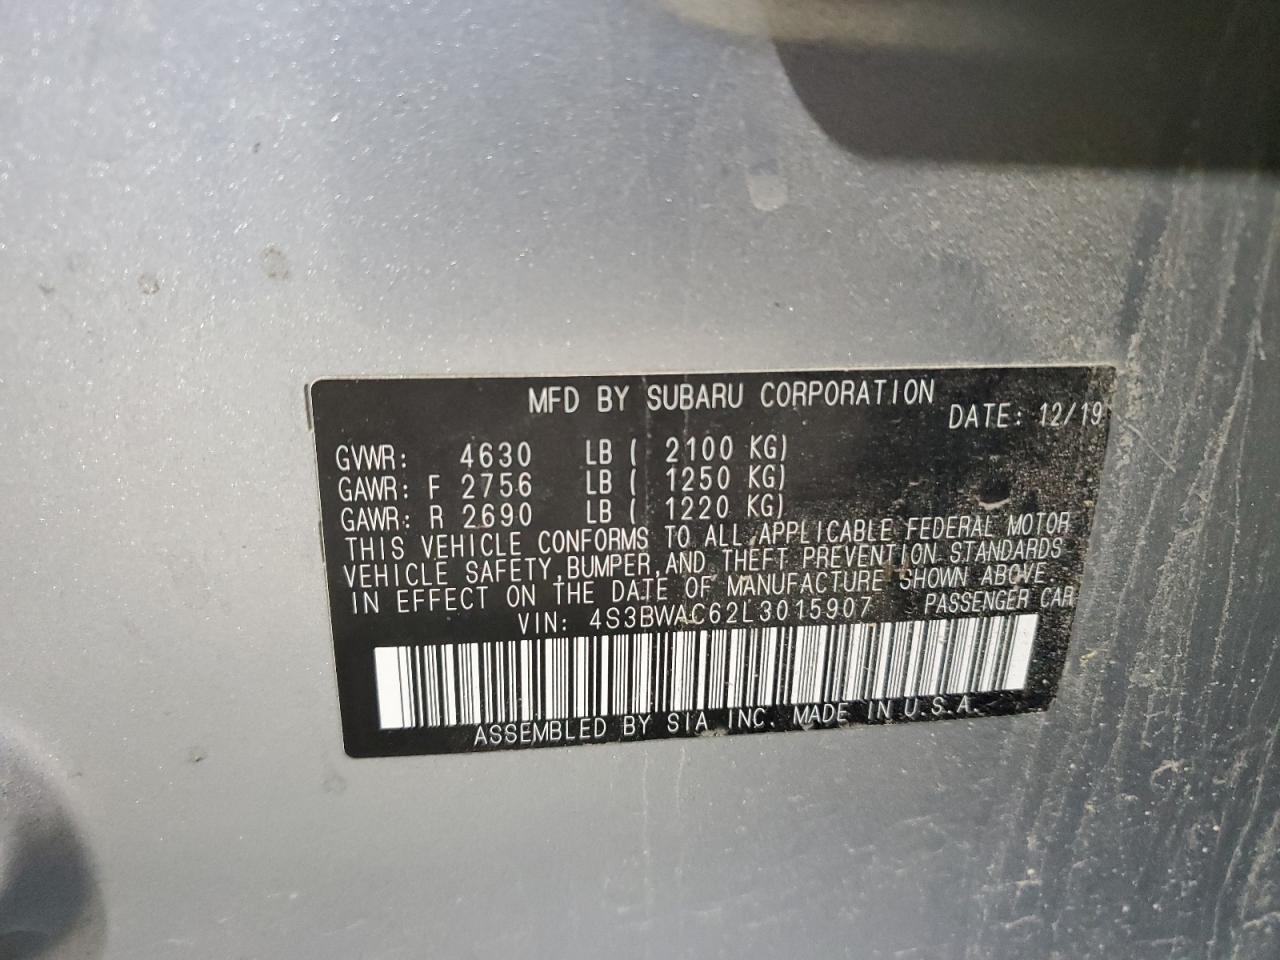 MFD BY SUBARU CORPORATION
DATE: 12/19
GVWR: 4630 LB ( 2100 KG)
GAWR: F 2756 LB ( 1250 KG)
GAWR: R 2690 LB ( 1220 KG)
THIS VEHICLE CONFORMS TO ALL APPLICABLE FEDERAL MOTOR
VEHICLE SAFETY, BUMPER, AND THEFT PREVENTION STANDARDS
IN EFFECT ON THE DATE OF MANUFACTURE SHOWN ABOVE.
VIN: 4S3BWAC62L3015907 PASSENGER CAR
ASSEMBLED BY SIA INC. MADE IN U.S.A.